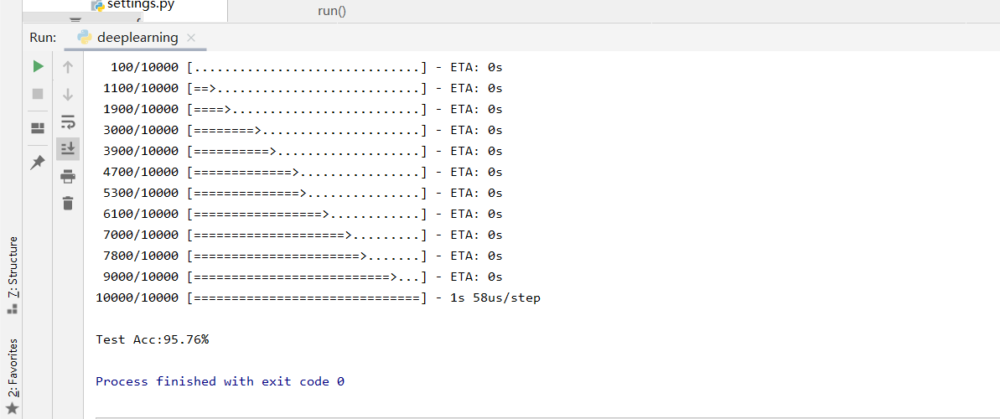 settings.py
run()
Run: deeplearning
100/10000 [..............................] - ETA: 0s
1100/10000 [==>...........................] - ETA: 0s
1900/10000 [====>.........................] - ETA: 0s
3000/10000 [========>.....................] - ETA: 0s
3900/10000 [==========>...................] - ETA: 0s
4700/10000 [=============>................] - ETA: 0s
5300/10000 [==============>...............] - ETA: 0s
6100/10000 [=================>............] - ETA: 0s
7000/10000 [====================>.........] - ETA: 0s
7800/10000 [======================>.......] - ETA: 0s
9000/10000 [==========================>...] - ETA: 0s
10000/10000 [==============================] - 1s 58us/step
Test Acc:95.76%
Process finished with exit code 0
7: Structure
2: Favorites